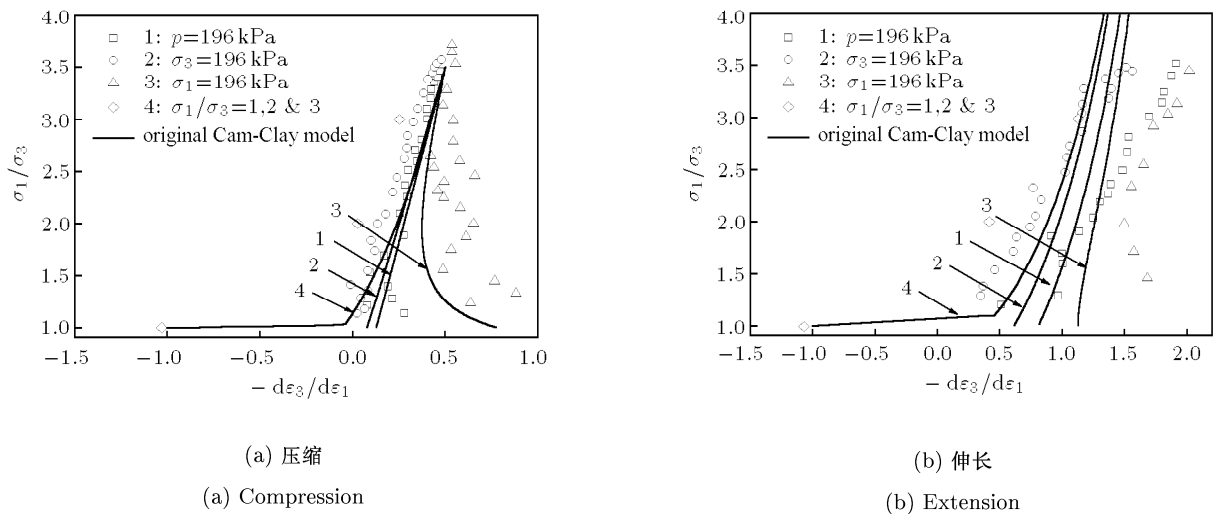 4.0
3.5
3.0
2.5
2.0
1.5
1.0
σ₁/σ₃
1: p=196 kPa
2: σ₃=196 kPa
3: σ₁=196 kPa
4: σ₁/σ₃=1,2 & 3
original Cam-Clay model
3
1
2
4
−1.5 −1.0 −0.5 0.0 0.5 1.0
− dε₃/dε₁
(a) 压缩
(a) Compression
4.0
3.5
3.0
2.5
2.0
1.5
1.0
σ₁/σ₃
1: p=196 kPa
2: σ₃=196 kPa
3: σ₁=196 kPa
4: σ₁/σ₃=1,2 & 3
original Cam-Clay model
3
1
2
4
−1.5 −1.0 −0.5 0.0 0.5 1.0 1.5 2.0
− dε₃/dε₁
(b) 伸长
(b) Extension